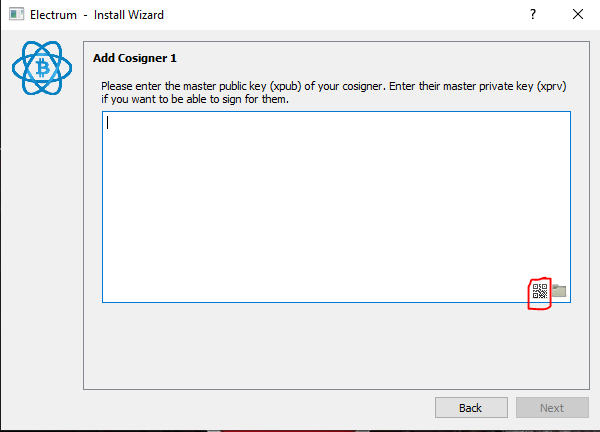 Electrum - Install Wizard
Add Cosigner 1
Please enter the master public key (xpub) of your cosigner. Enter their master private key (xprv)
if you want to be able to sign for them.
Back
Next